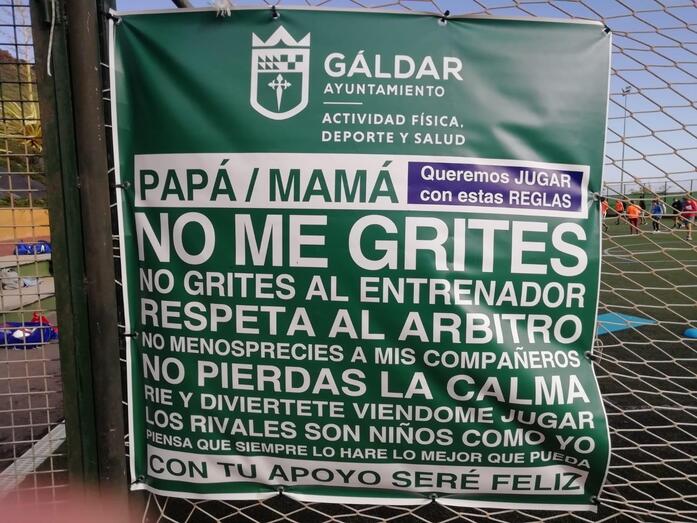 GÁLDAR
AYUNTAMIENTO
ACTIVIDAD FÍSICA,
DEPORTE Y SALUD
PAPÁ / MAMÁ
Queremos JUGAR
con estas REGLAS
NO ME GRITES
NO GRITES AL ENTRENADOR
RESPETA AL ARBITRO
NO MENOSPRECIES A MIS COMPAÑEROS
NO PIERDAS LA CALMA
RIE Y DIVIERTETE VIENDOME JUGAR
LOS RIVALES SON NIÑOS COMO YO
PIENSA QUE SIEMPRE LO HARE LO MEJOR QUE PUEDA
CON TU APOYO SERÉ FELIZ